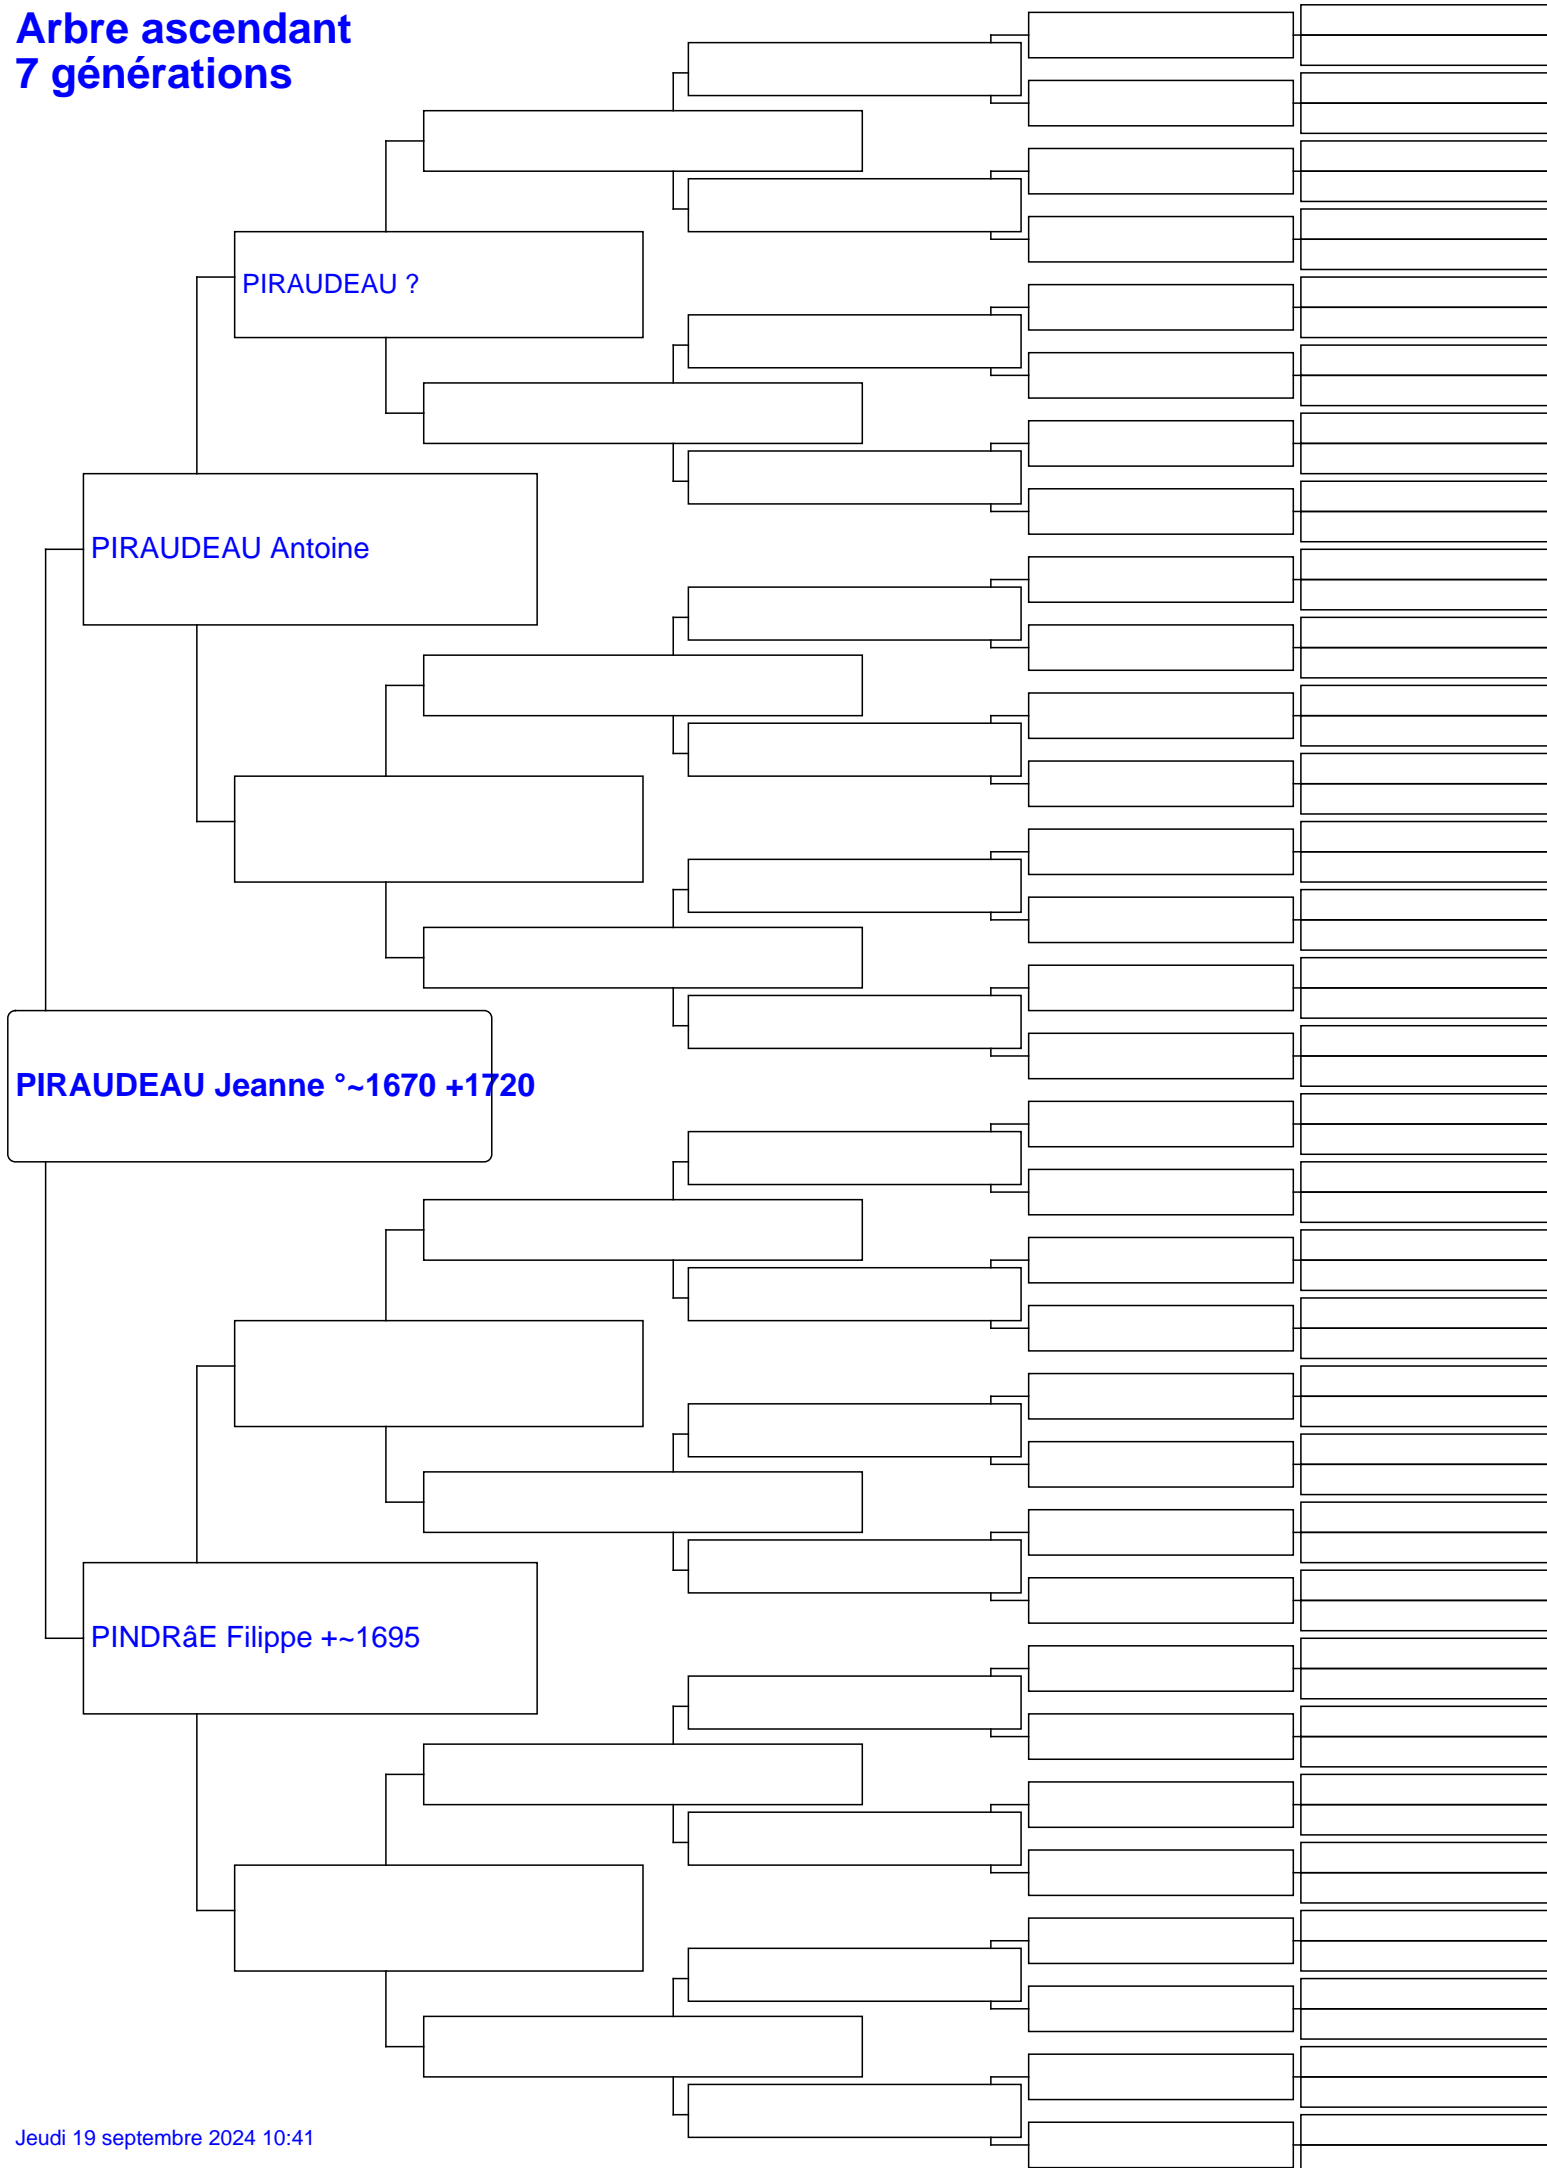 Arbre ascendant
7 générations
PIRAUDEAU ?
PIRAUDEAU Antoine
PIRAUDEAU Jeanne °~1670 +1720
PINDRâE Filippe +~1695
Jeudi 19 septembre 2024 10:41